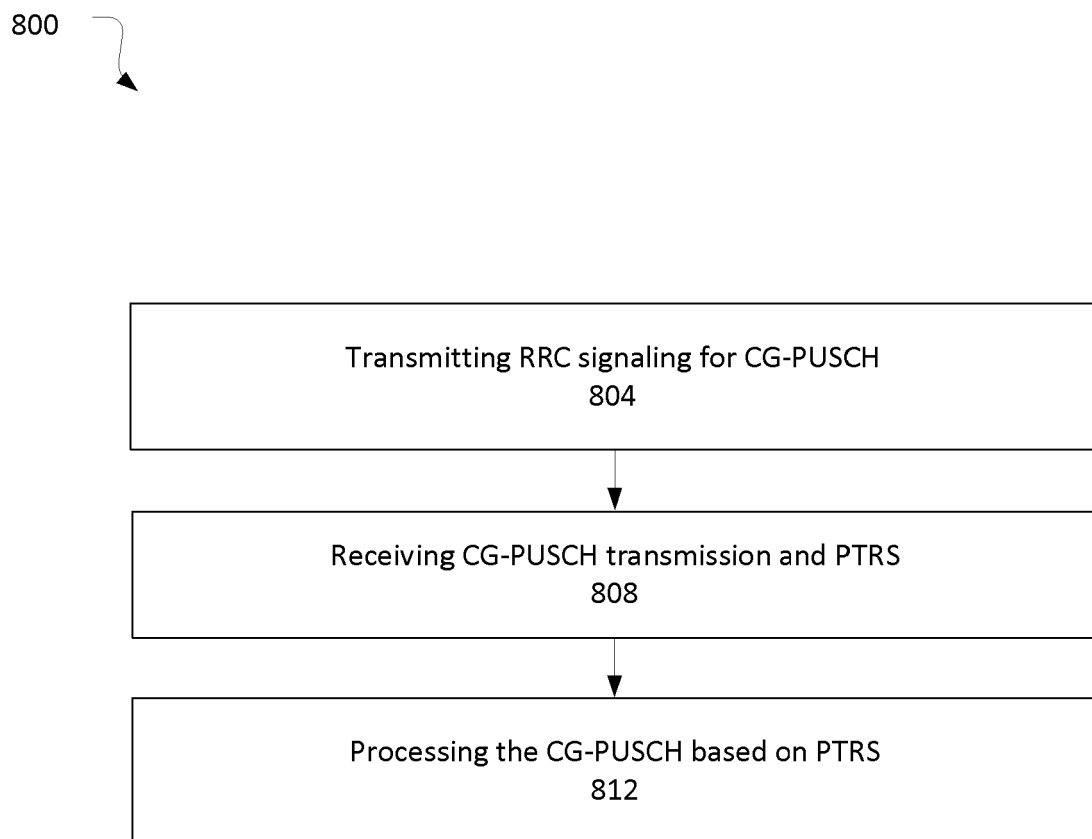 800
Transmitting RRC signaling for CG-PUSCH
804
Receiving CG-PUSCH transmission and PTRS
808
Processing the CG-PUSCH based on PTRS
812